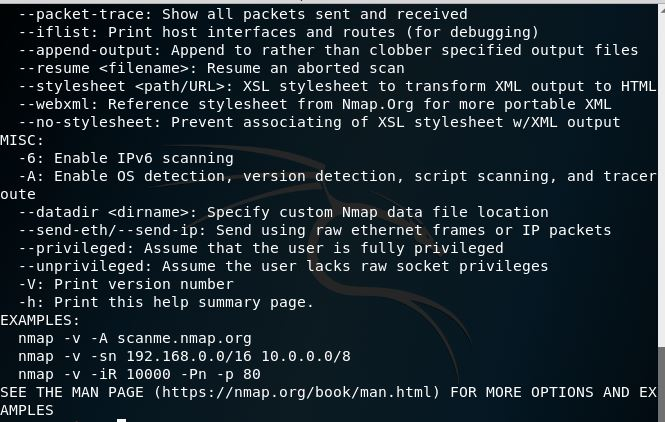 --packet-trace: Show all packets sent and received
--iflist: Print host interfaces and routes (for debugging)
--append-output: Append to rather than clobber specified output files
--resume <filename>: Resume an aborted scan
--stylesheet <path/URL>: XSL stylesheet to transform XML output to HTML
--webxml: Reference stylesheet from Nmap.Org for more portable XML
--no-stylesheet: Prevent associating of XSL stylesheet w/XML output
MISC:
-6: Enable IPv6 scanning
-A: Enable OS detection, version detection, script scanning, and tracer
oute
--datadir <dirname>: Specify custom Nmap data file location
--send-eth/--send-ip: Send using raw ethernet frames or IP packets
--privileged: Assume that the user is fully privileged
--unprivileged: Assume the user lacks raw socket privileges
-V: Print version number
-h: Print this help summary page.
EXAMPLES:
nmap -v -A scanme.nmap.org
nmap -v -sn 192.168.0.0/16 10.0.0.0/8
nmap -v -iR 10000 -Pn -p 80
SEE THE MAN PAGE (https://nmap.org/book/man.html) FOR MORE OPTIONS AND EX
AMPLES